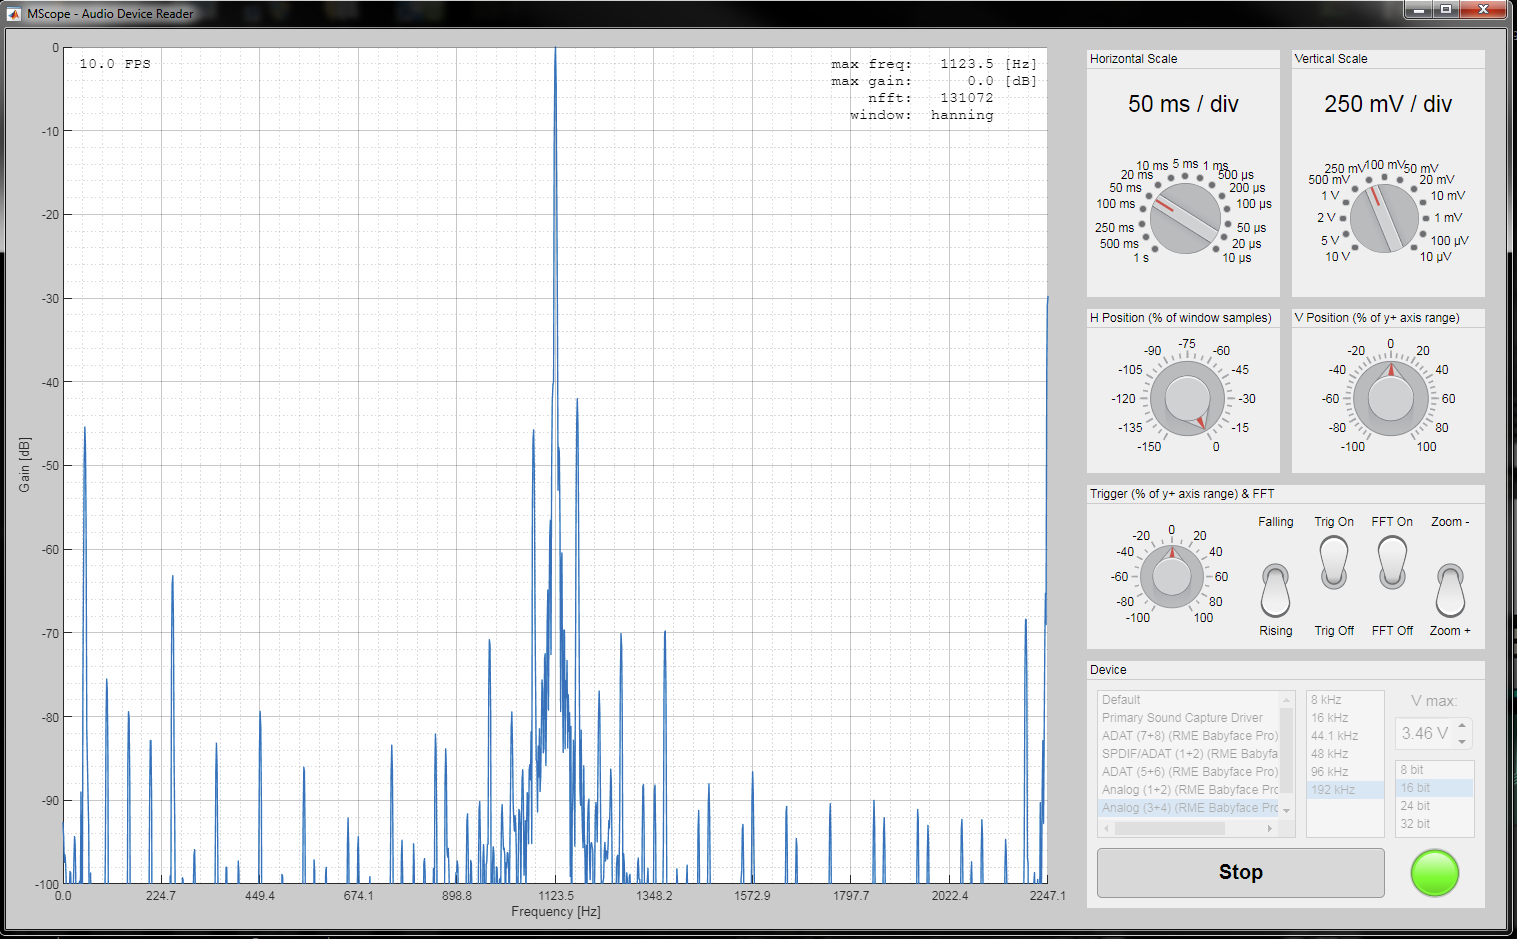 MScope - Audio Device Reader
10.0 FPS
max freq: 1123.5 [Hz]
max gain: 0.0 [dB]
nfft: 131072
window: hanning
0
-10
-20
-30
-40
-50
-60
-70
-80
-90
-100
Gain [dB]
0.0 224.7 449.4 674.1 898.8 1123.5 1348.2 1572.9 1797.7 2022.4 2247.1
Frequency [Hz]
Horizontal Scale
50 ms / div
10 ms 5 ms 1 ms
20 ms 500 µs
50 ms 200 µs
100 ms 100 µs
250 ms 50 µs
500 ms 20 µs
1 s 10 µs
Vertical Scale
250 mV / div
250 mV 100 mV 50 mV
500 mV 20 mV
1 V 10 mV
2 V 1 mV
5 V 100 µV
10 V 10 µV
H Position (% of window samples)
-75
-90 -60
-105 -45
-120 -30
-135 -15
-150 0
V Position (% of y+ axis range)
0
-20 20
-40 40
-60 60
-80 80
-100 100
Trigger (% of y+ axis range) & FFT
0
-20 20
-40 40
-60 60
-80 80
-100 100
Falling Trig On FFT On Zoom -
Rising Trig Off FFT Off Zoom +
Device
Default
Primary Sound Capture Driver
ADAT (7+8) (RME Babyface Pro)
SPDIF/ADAT (1+2) (RME Babyfa
ADAT (5+6) (RME Babyface Pro)
Analog (1+2) (RME Babyface Pro
Analog (3+4) (RME Babyface Pro
8 kHz
16 kHz
44.1 kHz
48 kHz
96 kHz
192 kHz
V max:
3.46 V
8 bit
16 bit
24 bit
32 bit
Stop